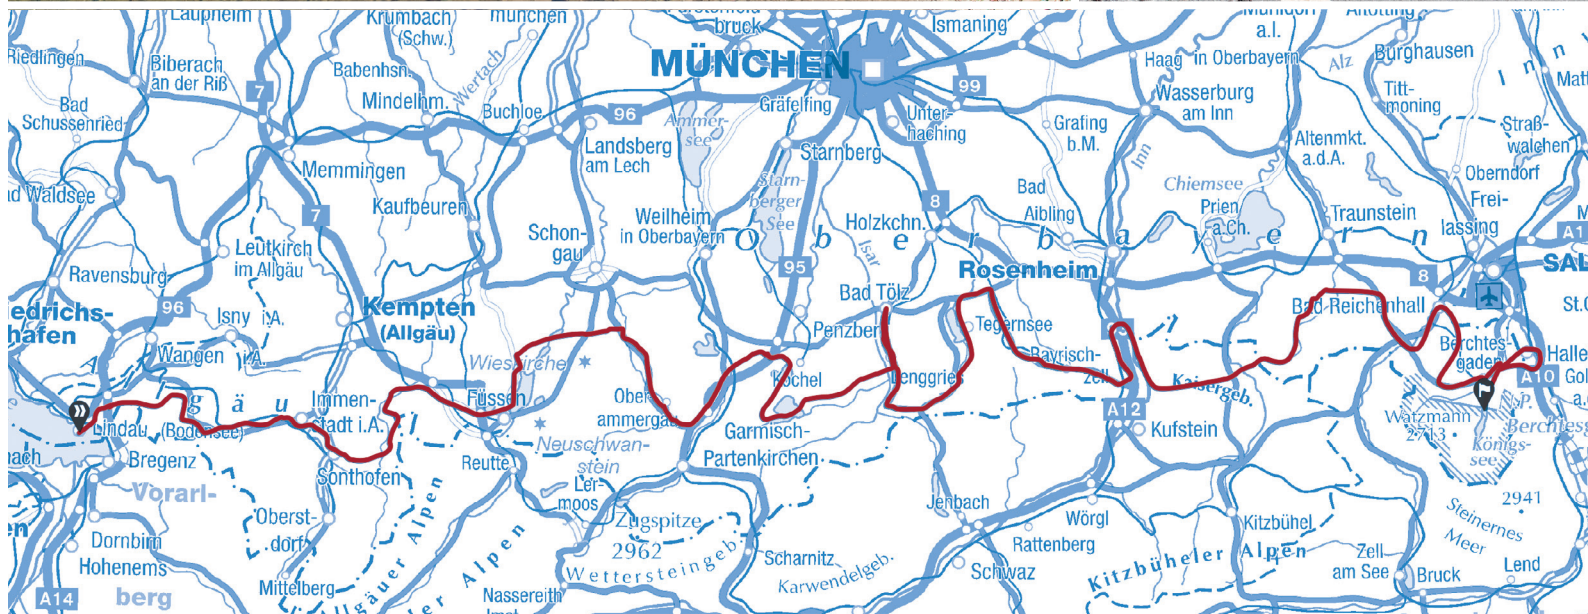 Laupheim
Krumbach
(Schw.)
münchen
bruck
Ismaning
Mühldorf
a.I.
Altötting
Burghausen
Inn
Riedlingen
Biberach
an der Riß
Babenhsn.
Wertach
MÜNCHEN
Haag in Oberbayern
Alz
7
Mindelhm.
Buchloe
96
Gräfelfing
99
Wasserburg
am Inn
Titt-
moning
Bad
Schussenried
Ammer-
see
Unter-
haching
Grafing
b.M.
Straß-
walchen
Landsberg
am Lech
Starnberg
Inn
Altenmkt.
a.d.A.
Memmingen
Oberndorf
Starn-
berger
See
Bad
Aibling
Chiemsee
Kaufbeuren
7
8
Prien
a.Ch.
Traunstein
Frei-
lassing
Weilheim
in Oberbayern
Holzkchn.
Schon-
gau
Leutkirch
im Allgäu
Oberbayern
Isar
A1
Ravensburg
95
Rosenheim
8
96
Kempten
(Allgäu)
Bad Tölz
Bad Reichenhall
St.
Isny i.A.
Penzberg
Tegernsee
Wangen
i.A.
Wieskirche
Kochel
Bayrisch-
zell
Berchtes-
gaden
Lenggries
Kaisergeb.
A10
Füssen
Ober-
ammergau
A12
Watzmann
2713
Immen-
stadt i.A.
Lindau
(Bodensee)
Garmisch-
Partenkirchen
Kufstein
Königs-
see
Bregenz
Neuschwan-
stein
Sonthofen
Reutte
Vorarl-
berg
Ler-
moos
Jenbach
2941
Oberst-
dorf
Zugspitze
2962
Wörgl
Kitzbühel
Steinernes
Meer
Dornbirn
Hohenems
Rattenberg
Scharnitz
Kitzbüheler Alpen
Zell
am See
Wettersteingeb.
Karwendelgeb.
Schwaz
Lend
Mittelberg
Allgäuer Alpen
Nassereith
Bruck
A14